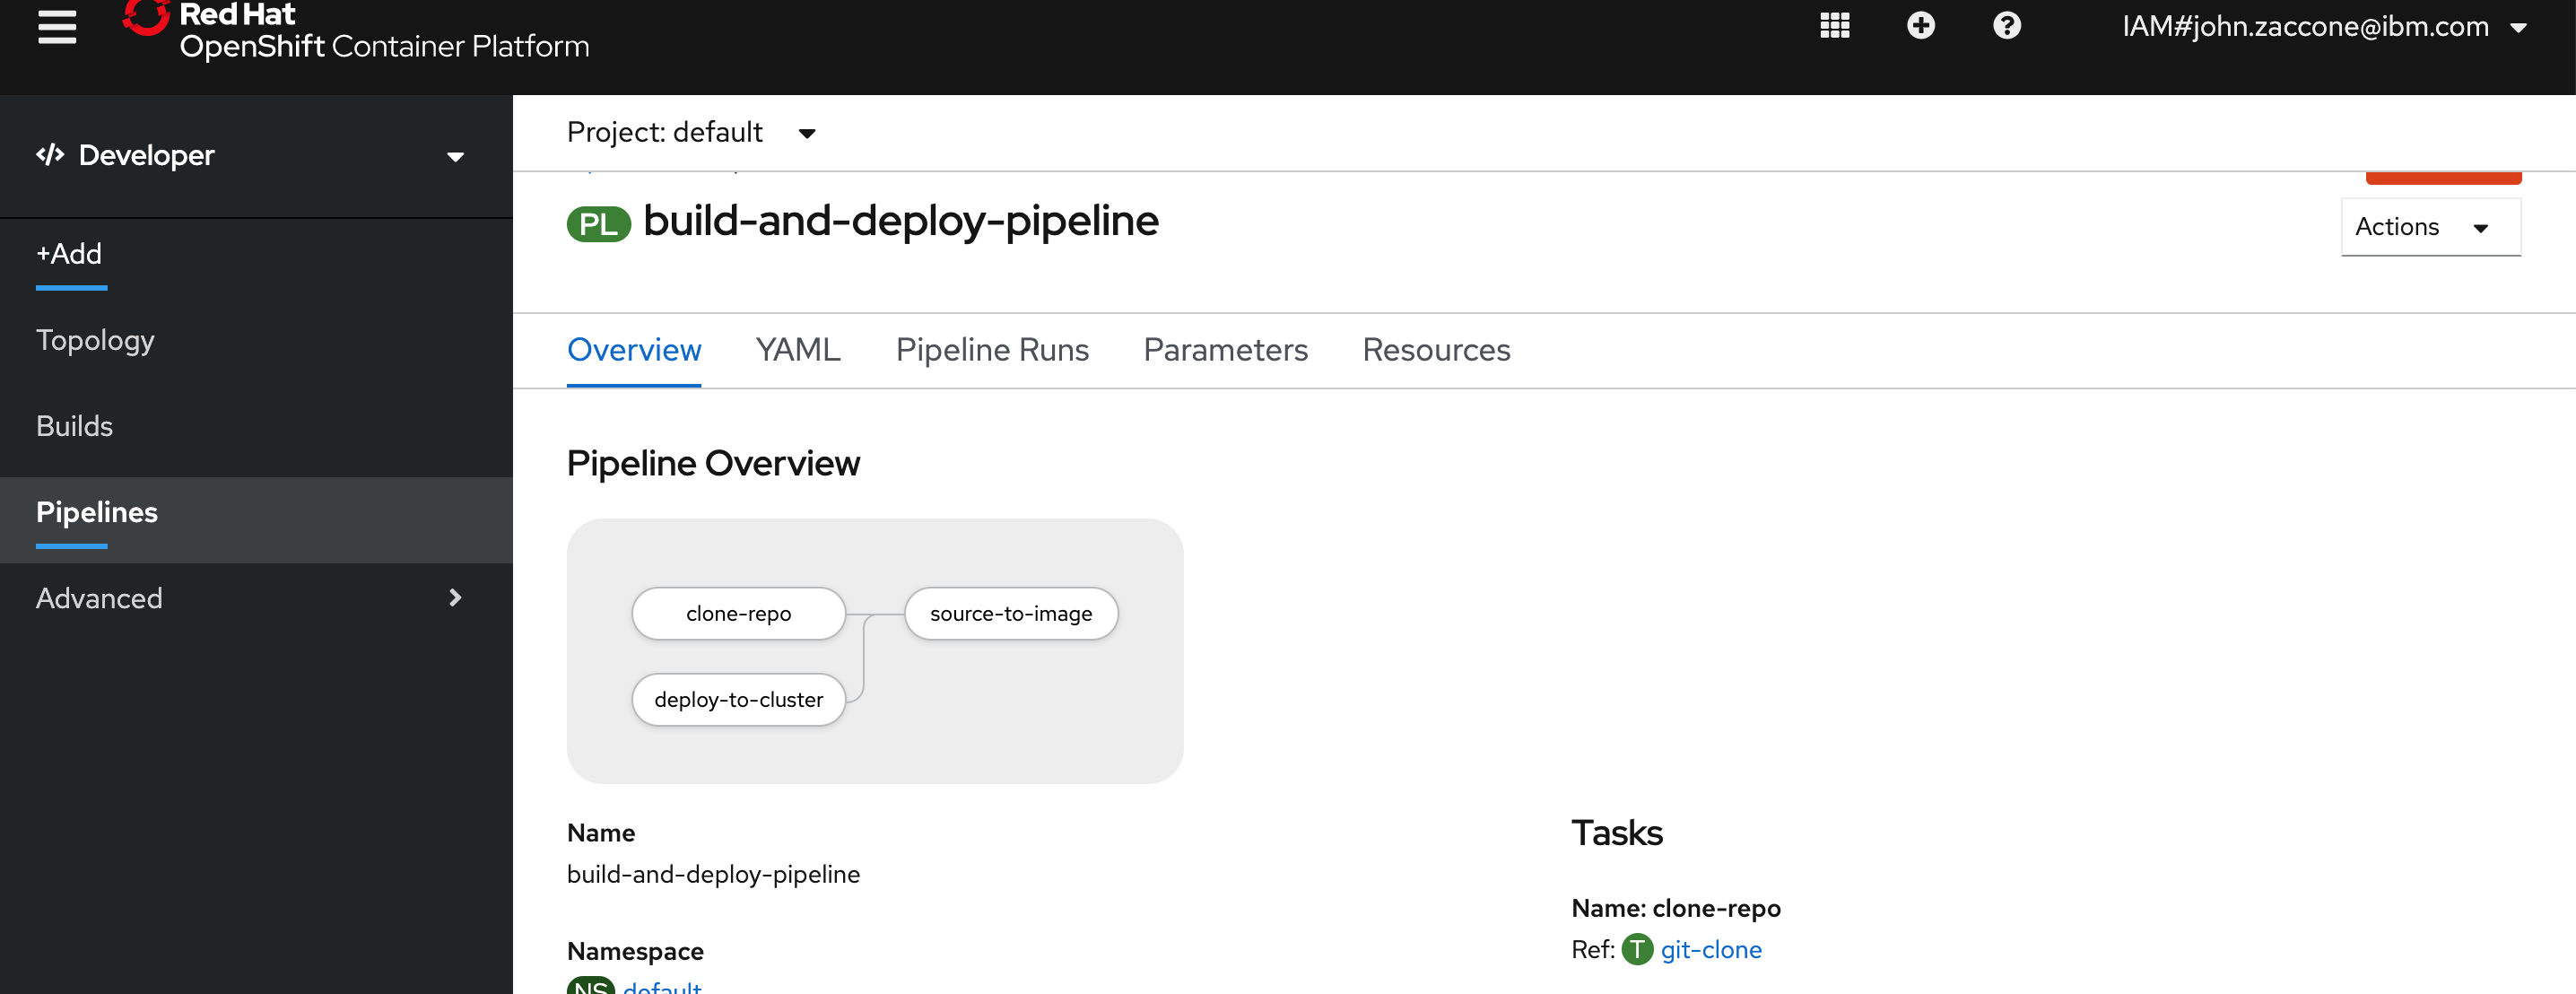 Red Hat
OpenShift Container Platform
IAM#john.zaccone@ibm.com
Developer
+Add
Topology
Builds
Pipelines
Advanced
Project: default
PL build-and-deploy-pipeline
Actions
Overview YAML Pipeline Runs Parameters Resources
Pipeline Overview
clone-repo source-to-image
deploy-to-cluster
Name
build-and-deploy-pipeline
Namespace
NS default
Tasks
Name: clone-repo
Ref: T git-clone